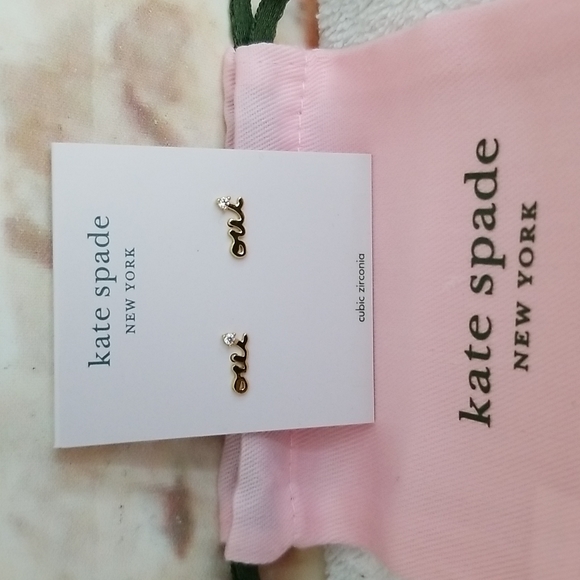 kate spade
NEW YORK
oui
oui
cubic zirconia
kate spade
NEW YORK